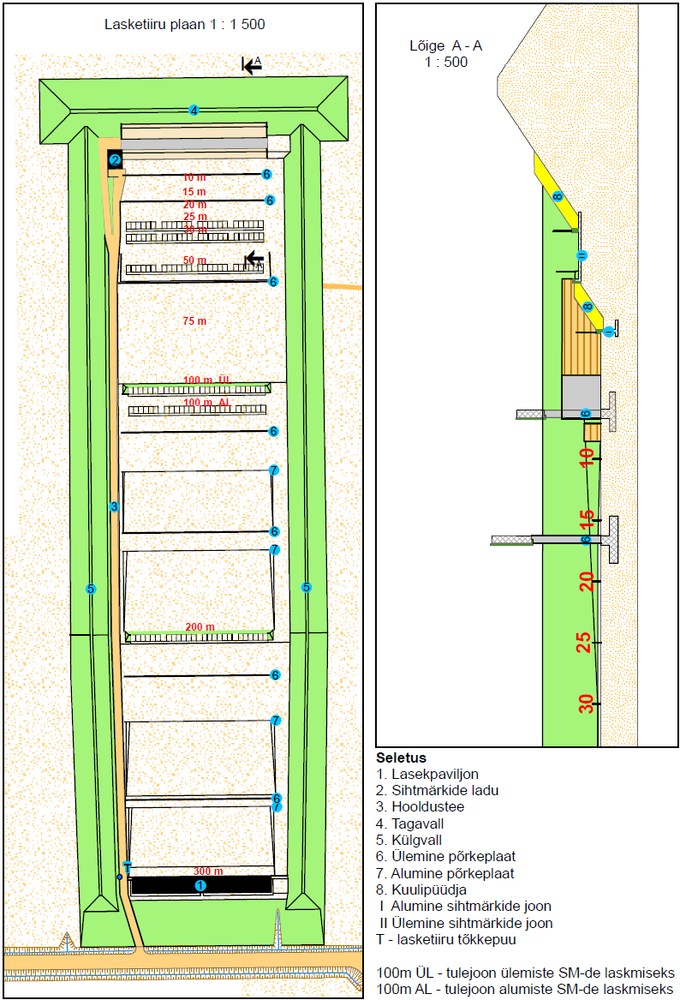 Lasketiiru plaan 1 : 1 500
A
4
2
10 m
6
15 m
6
20 m
25 m
30 m
50 m
A
6
75 m
100 m ÜL
100 m AL
6
7
3
6
7
5
5
200 m
6
7
6
7
T
300 m
1
Lõige A - A
1 : 500
8
II
8
I
6
10
15
6
20
25
30
Seletus
1. Lasekpaviljon
2. Sihtmärkide ladu
3. Hooldustee
4. Tagavall
5. Külgvall
6. Ülemine põrkeplaat
7. Alumine põrkeplaat
8. Kuulipüüdja
I Alumine sihtmärkide joon
II Ülemine sihtmärkide joon
T - lasketiiru tõkkepuu
100m ÜL - tulejoon ülemiste SM-de laskmiseks
100m AL - tulejoon alumiste SM-de laskmiseks